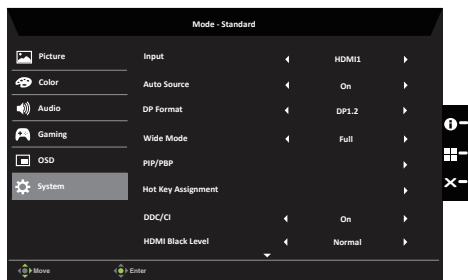 Mode - Standard
Picture
Color
Audio
Gaming
OSD
System
Input HDMI1
Auto Source On
DP Format DP1.2
Wide Mode Full
PIP/PBP
Hot Key Assignment
DDC/CI On
HDMI Black Level Normal
Move Enter